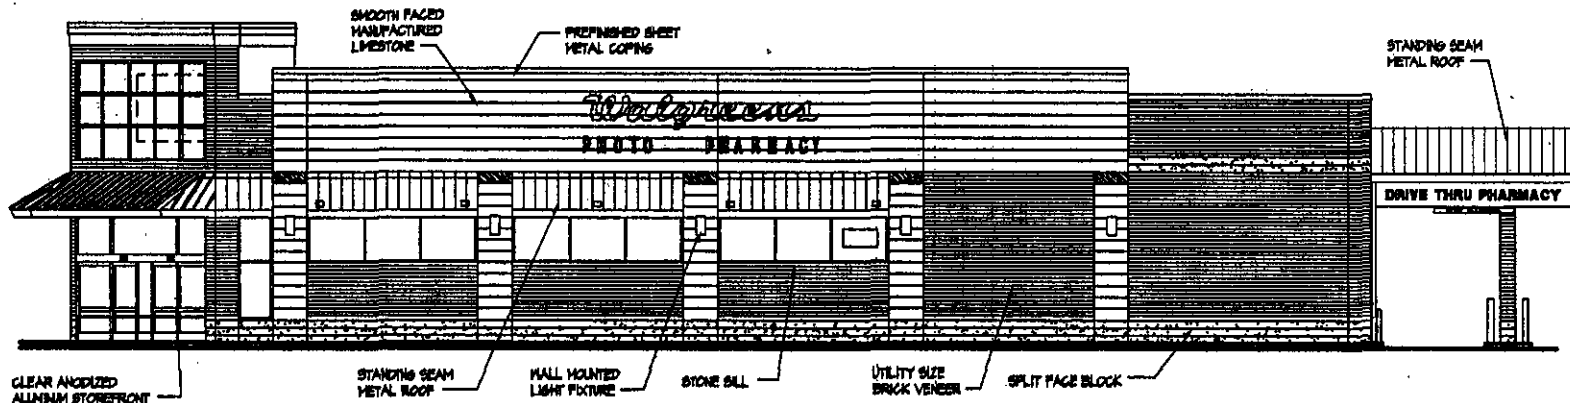 SMOOTH FACED
MANUFACTURED
LIMESTONE
PREFINISHED SHEET
METAL COPING
STANDING SEAM
METAL ROOF
Walgreens
PHOTO PHARMACY
DRIVE THRU PHARMACY
CLEAR ANODIZED
ALUMINUM STOREFRONT
STANDING SEAM
METAL ROOF
WALL MOUNTED
LIGHT FIXTURE
STONE SILL
UTILITY SIZE
BRICK VENEER
SPLIT FACE BLOCK